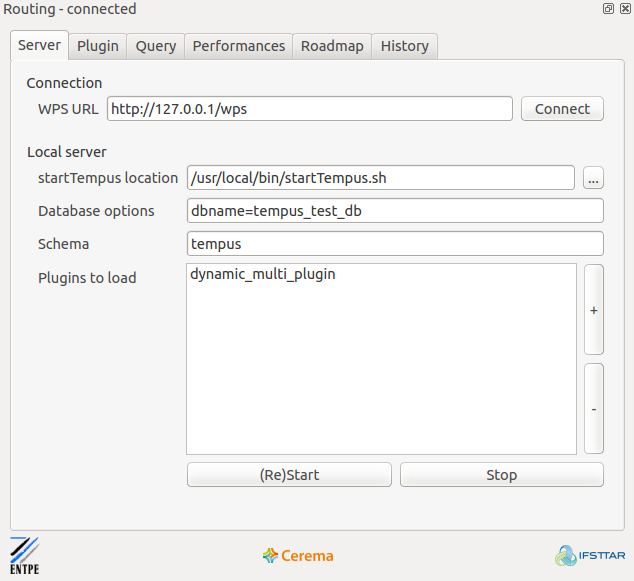 Routing - connected
Server Plugin Query Performances Roadmap History
Connection
WPS URL http://127.0.0.1/wps Connect
Local server
startTempus location /usr/local/bin/startTempus.sh ...
Database options dbname=tempus_test_db
Schema tempus
Plugins to load dynamic_multi_plugin
+
-
(Re)Start Stop
ENTPE Cerema IFSTTAR